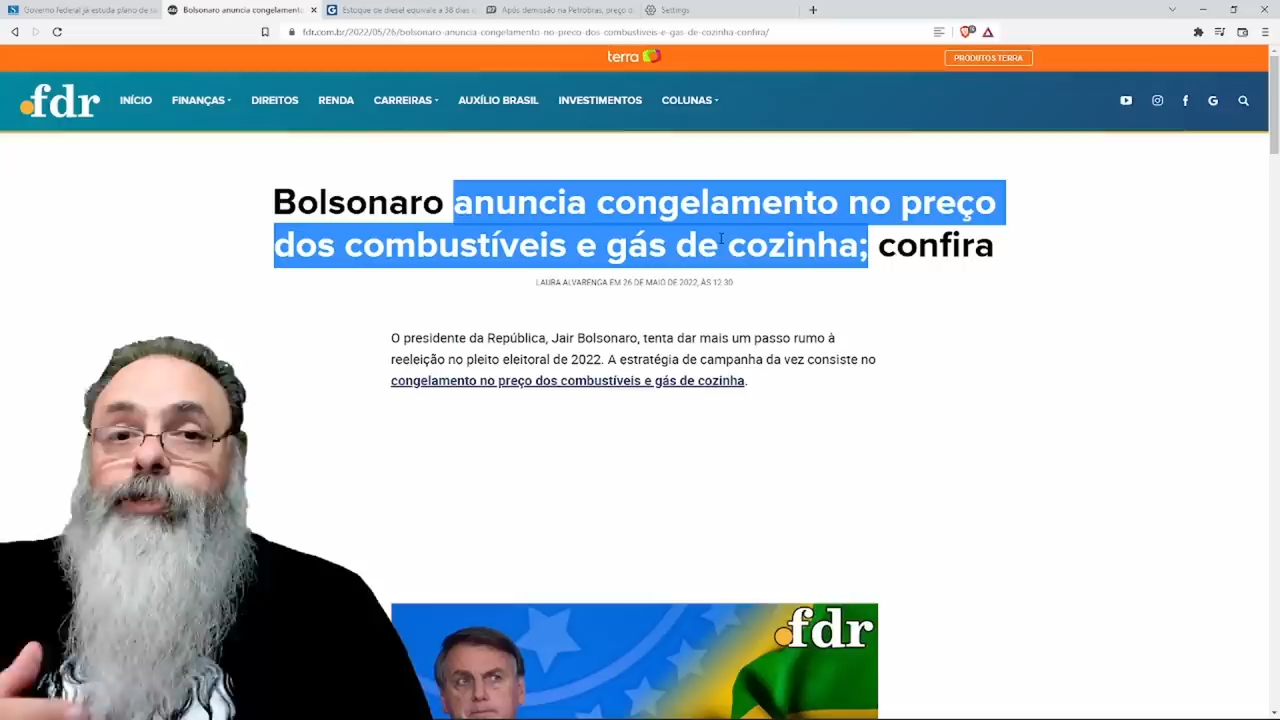 Governo federal já estuda plano de ra
Bolsonaro anuncia congelamento
Estoque de diesel equivale a 38 dias
Após demissão na Petrobras, preço d
Settings
fdr.com.br/2022/05/26/bolsonaro-anuncia-congelamento-no-preco-dos-combustiveis-e-gas-de-cozinha-confira/
terra
PRODUTOS TERRA
fdr
INÍCIO
FINANÇAS
DIREITOS
RENDA
CARREIRAS
AUXÍLIO BRASIL
INVESTIMENTOS
COLUNAS
Bolsonaro anuncia congelamento no preço
dos combustíveis e gás de cozinha; confira
LAURA ALVARENGA EM 26 DE MAIO DE 2022, ÀS 12:30
O presidente da República, Jair Bolsonaro, tenta dar mais um passo rumo à
reeleição no pleito eleitoral de 2022. A estratégia de campanha da vez consiste no
congelamento no preço dos combustíveis e gás de cozinha.
fdr